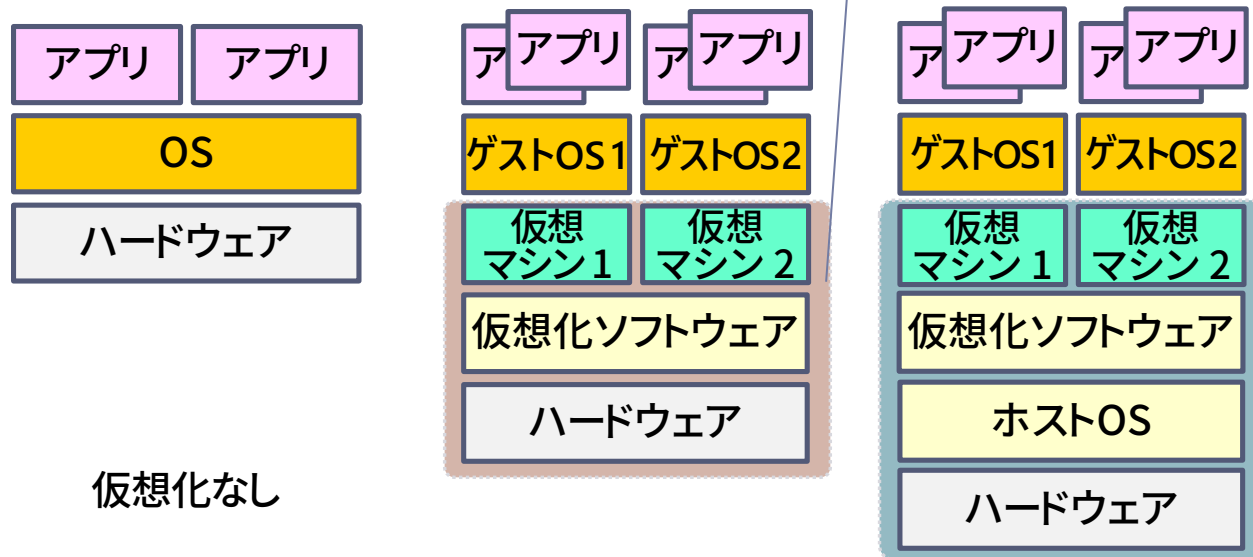 アプリ
アプリ
OS
ハードウェア
仮想化なし
ア
アプリ
ア
アプリ
ゲストOS1
ゲストOS2
仮想
マシン1
仮想
マシン2
仮想化ソフトウェア
ハードウェア
ア
アプリ
ア
アプリ
ゲストOS1
ゲストOS2
仮想
マシン1
仮想
マシン2
仮想化ソフトウェア
ホストOS
ハードウェア